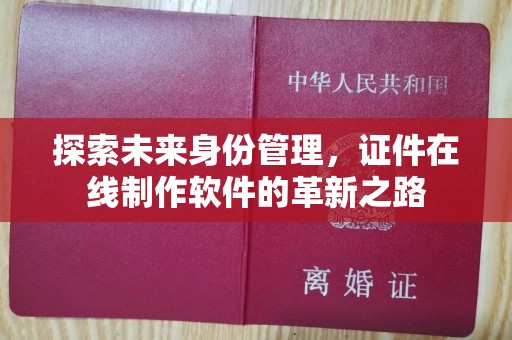 中华人民共和国
探索未来身份管理，证件在
线制作软件的革新之路
离婚证